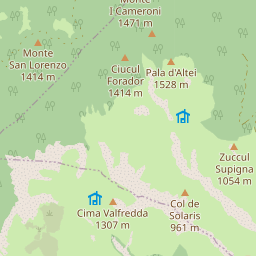 Monte
I Cameroni
1471 m
Monte
San Lorenzo
1414 m
Ciucul
Forador
1414 m
Pala d'Altei
1528 m
Zuccul
Supigna
1054 m
Cima Valfredda
1307 m
Col de
Solaris
961 m